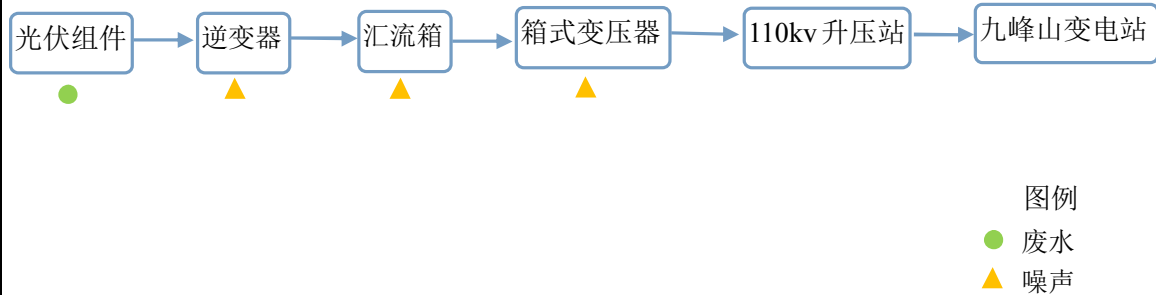 光伏组件
逆变器
汇流箱
箱式变压器
110kv升压站
九峰山变电站
图例
废水
噪声